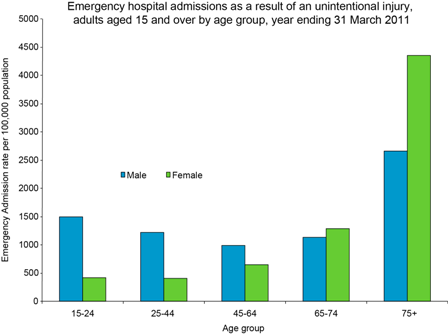 Emergency hospital admissions as a result of an unintentional injury,
adults aged 15 and over by age group, year ending 31 March 2011
Emergency Admission rate per 100,000 population
5000
4500
4000
3500
3000
2500
2000
1500
1000
500
0
Male
Female
15-24
25-44
45-64
65-74
75+
Age group